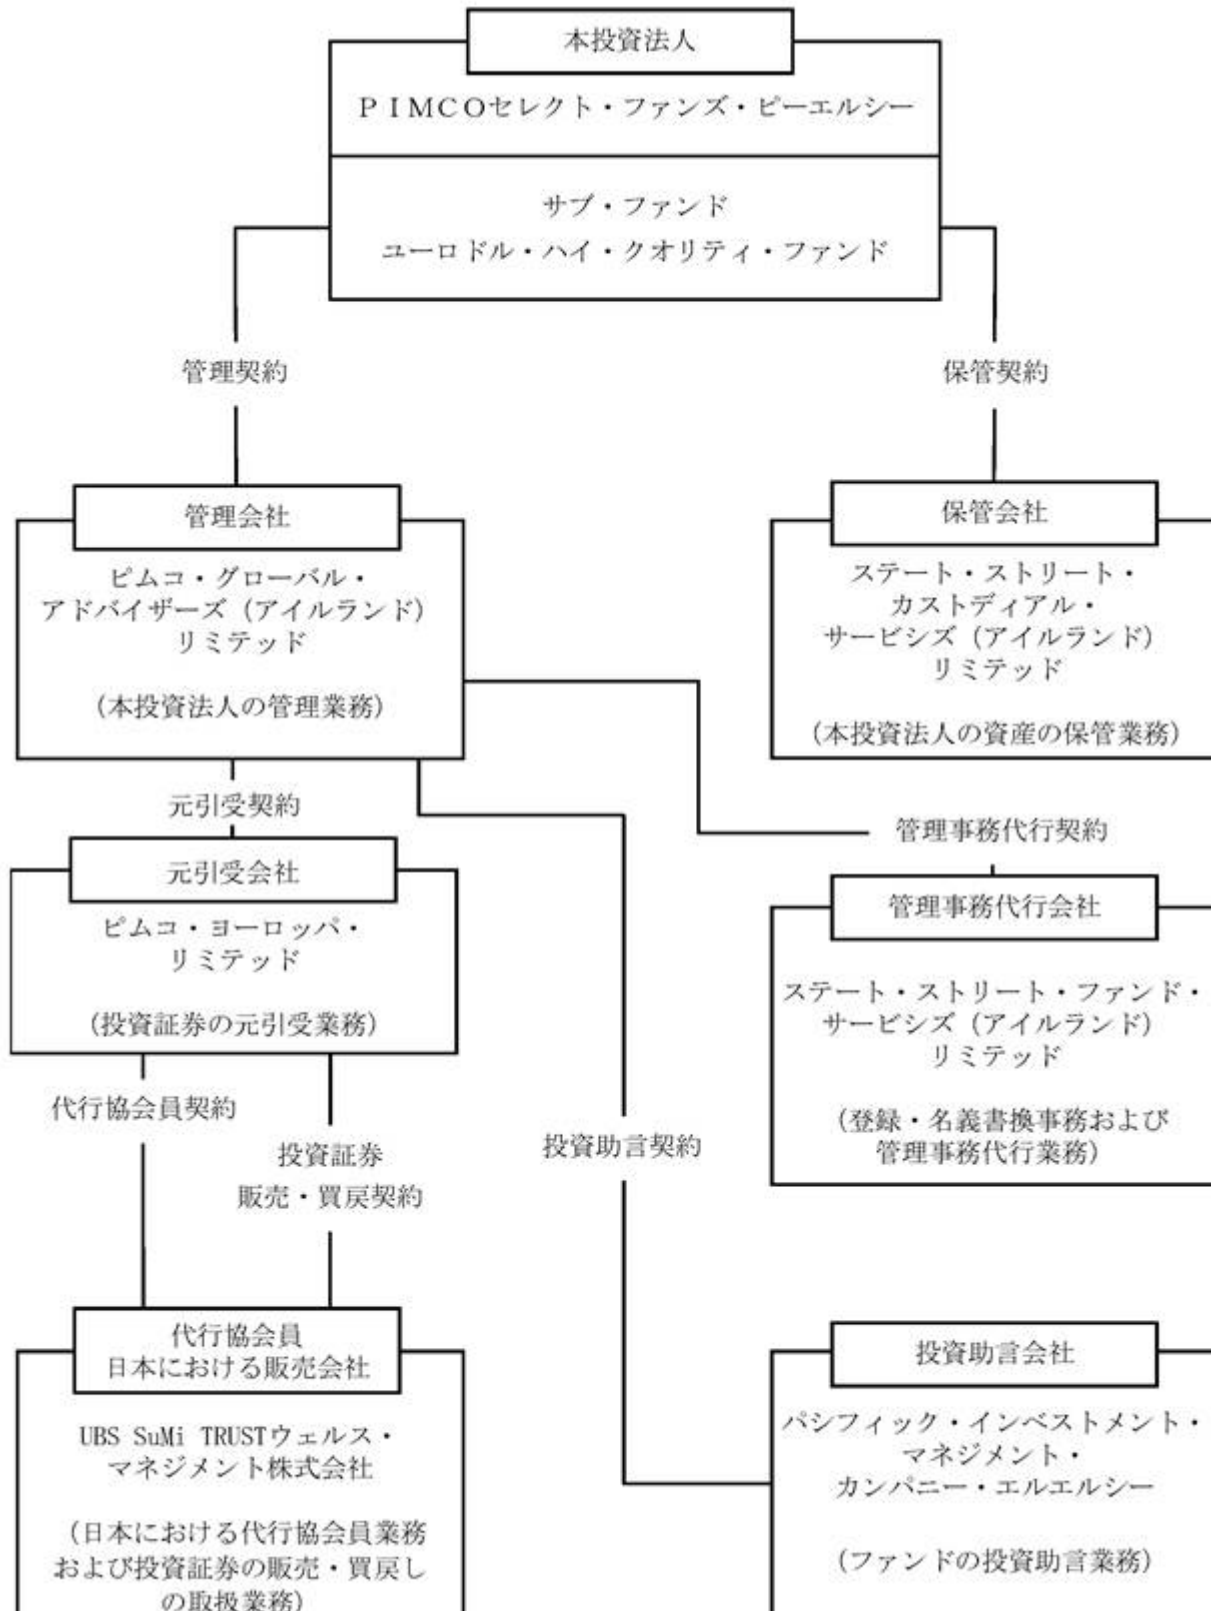 本投資法人
ＰＩＭＣＯセレクト・ファンズ・ピーエルシー
サブ・ファンド
ユーロドル・ハイ・クオリティ・ファンド
管理契約
保管契約
管理会社
ピムコ・グローバル・
アドバイザーズ（アイルランド）
リミテッド
（本投資法人の管理業務）
保管会社
ステート・ストリート・
カストディアル・
サービシズ（アイルランド）
リミテッド
（本投資法人の資産の保管業務）
元引受契約
管理事務代行契約
元引受会社
ピムコ・ヨーロッパ・
リミテッド
（投資証券の元引受業務）
管理事務代行会社
ステート・ストリート・ファンド・
サービシズ（アイルランド）
リミテッド
（登録・名義書換事務および
管理事務代行業務）
代行協会員契約
投資証券
販売・買戻契約
投資助言契約
代行協会員
日本における販売会社
UBS SuMi TRUSTウェルス・
マネジメント株式会社
（日本における代行協会員業務
および投資証券の販売・買戻し
の取扱業務）
投資助言会社
パシフィック・インベストメント・
マネジメント・
カンパニー・エルエルシー
（ファンドの投資助言業務）